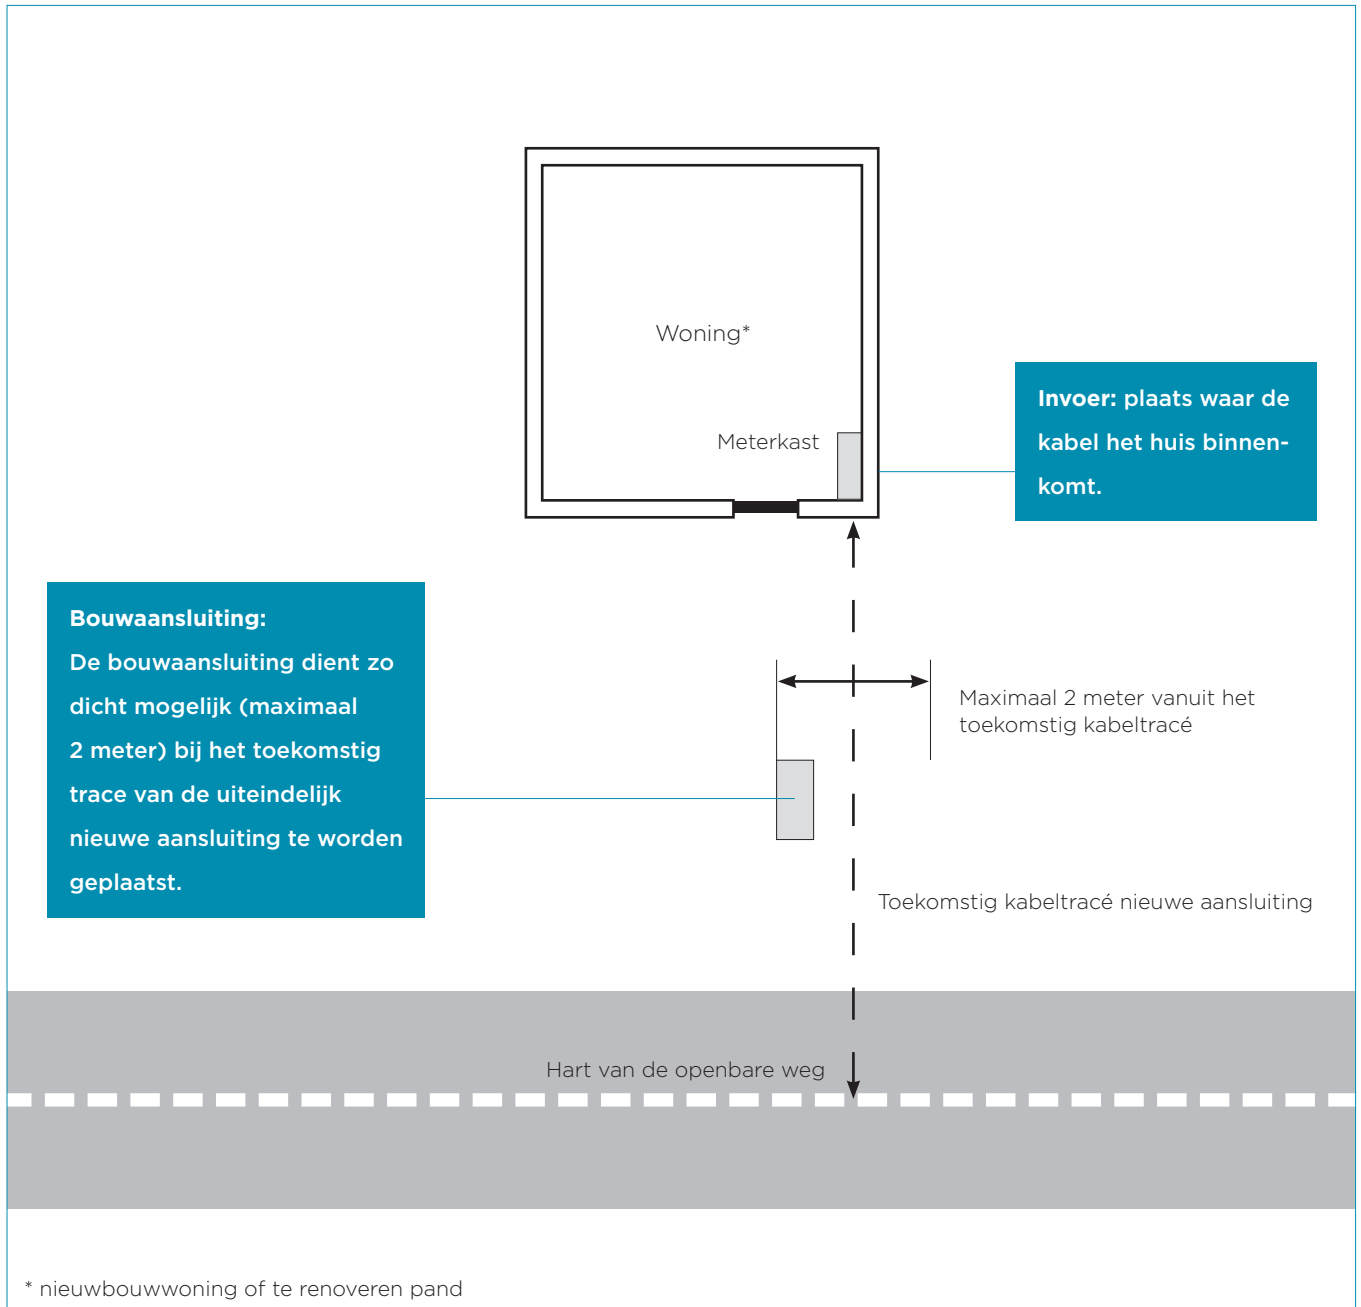 Woning*
Meterkast
Invoer: plaats waar de
kabel het huis binnen-
komt.
Bouwaansluiting:
De bouwaansluiting dient zo
dicht mogelijk (maximaal
2 meter) bij het toekomstig
trace van de uiteindelijk
nieuwe aansluiting te worden
geplaatst.
Maximaal 2 meter vanuit het
toekomstig kabeltracé
Toekomstig kabeltracé nieuwe aansluiting
Hart van de openbare weg
* nieuwbouwwoning of te renoveren pand